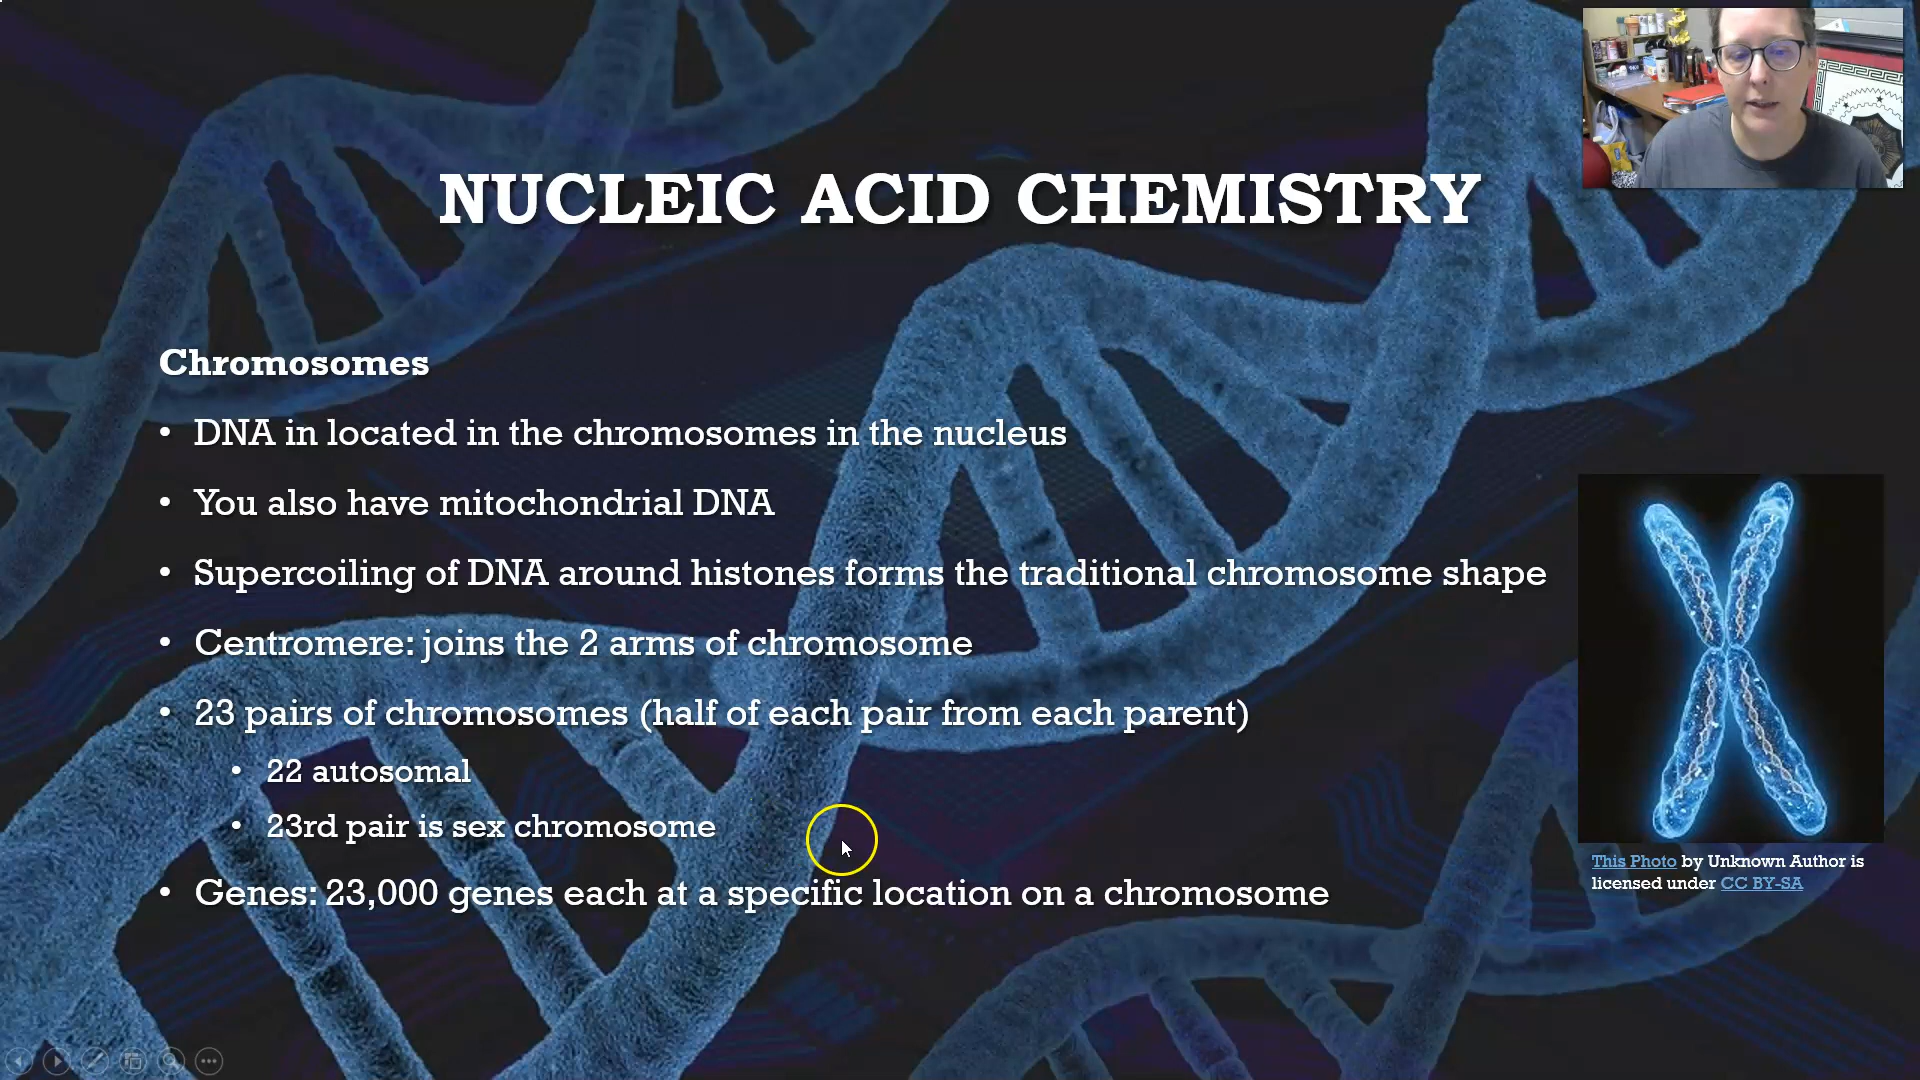 NUCLEIC ACID CHEMISTRY
Chromosomes
• DNA in located in the chromosomes in the nucleus
• You also have mitochondrial DNA
• Supercoiling of DNA around histones forms the traditional chromosome shape
• Centromere: joins the 2 arms of chromosome
• 23 pairs of chromosomes (half of each pair from each parent)
• 22 autosomal
• 23rd pair is sex chromosome
• Genes: 23,000 genes each at a specific location on a chromosome
This Photo by Unknown Author is
licensed under CC BY-SA